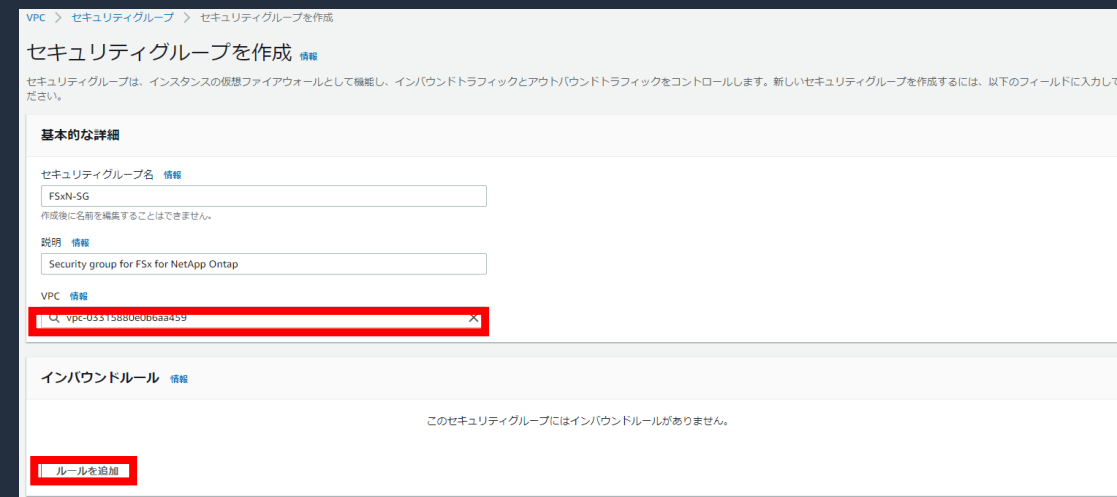 VPC > セキュリティグループ > セキュリティグループを作成
セキュリティグループを作成 情報
セキュリティグループは、インスタンスの仮想ファイアウォールとして機能し、インバウンドトラフィックとアウトバウンドトラフィックをコントロールします。新しいセキュリティグループを作成するには、以下のフィールドに入力して
ださい。
基本的な詳細
セキュリティグループ名 情報
FSxN-SG
作成後に名前を編集することはできません。
説明 情報
Security group for FSx for NetApp Ontap
VPC 情報
vpc-03315880e0b6aa459
インバウンドルール 情報
このセキュリティグループにはインバウンドルールがありません。
ルールを追加